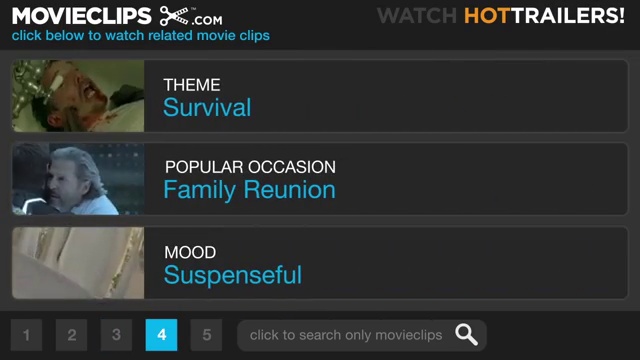 MOVIECLIPS .COM™
click below to watch related movie clips
WATCH HOTTRAILERS!
THEME
Survival
POPULAR OCCASION
Family Reunion
MOOD
Suspenseful
1 2 3 4 5
click to search only movieclips